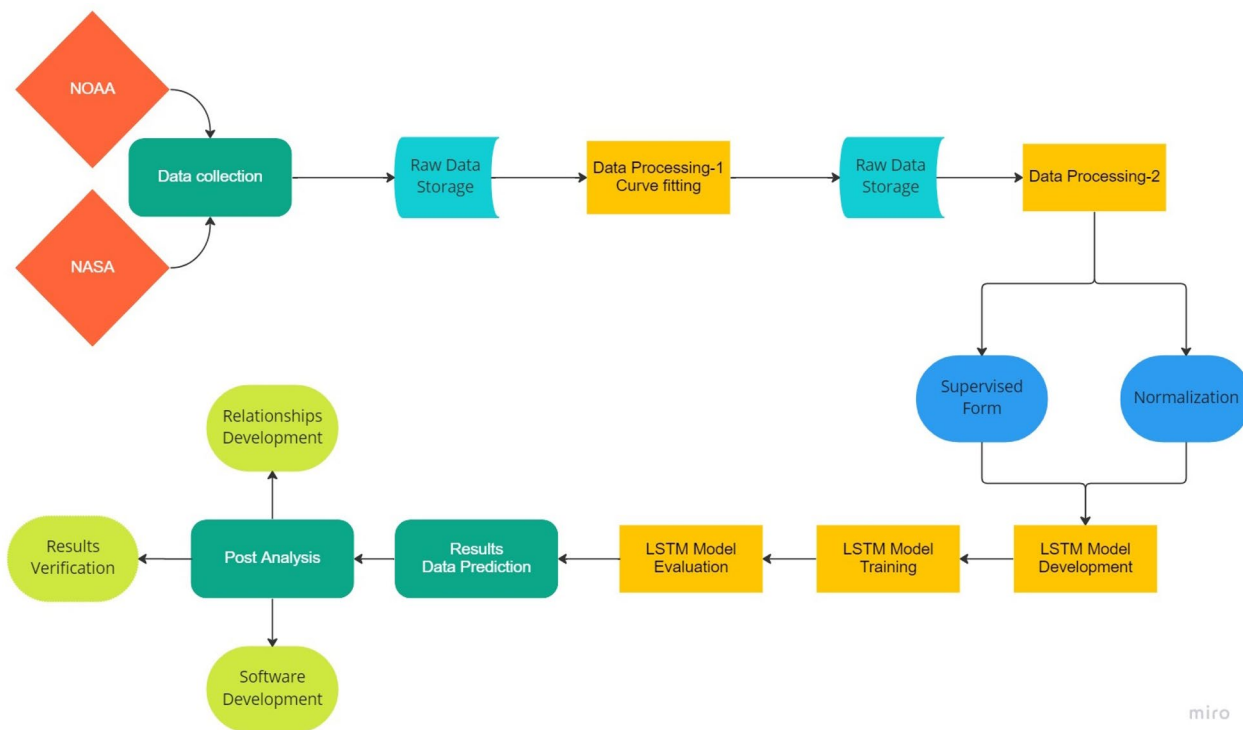 NOAA
Data collection
NASA
Raw Data
Storage
Data Processing-1
Curve fitting
Raw Data
Storage
Data Processing-2
Supervised
Form
Normalization
LSTM Model
Development
LSTM Model
Training
LSTM Model
Evaluation
Results
Data Prediction
Post Analysis
Relationships
Development
Results
Verification
Software
Development
miro